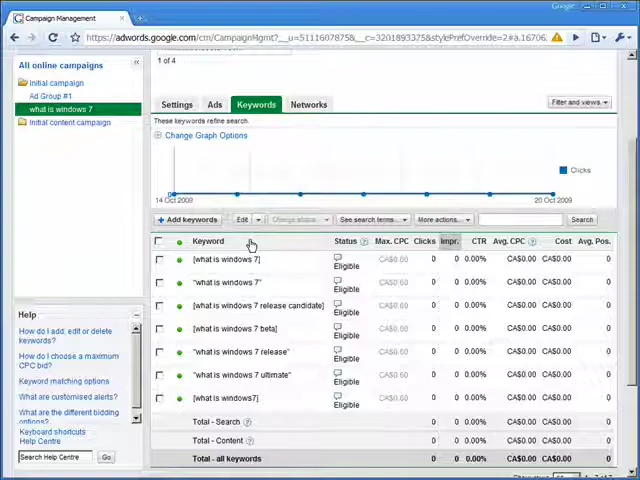 Google
Campaign Management
https://adwords.google.com/cm/CampaignMgmt?__u=5111607875&__c=3201893375&stylePrefOverride=2#a.16706.
All online campaigns
Initial campaign
Ad Group #1
what is windows 7
Initial content campaign
1 of 4
Settings Ads Keywords Networks
Filter and views
These keywords refine search.
Change Graph Options
Clicks
14 Oct 2009 20 Oct 2009
+ Add keywords Edit Change status... See search terms... More actions... Search
Keyword Status Max. CPC Clicks Impr. CTR Avg. CPC Cost Avg. Pos.
[what is windows 7] Eligible CA$0.60 0 0 0.00% CA$0.00 CA$0.00 0
"what is windows 7" Eligible CA$0.60 0 0 0.00% CA$0.00 CA$0.00 0
[what is windows 7 release candidate] Eligible CA$0.60 0 0 0.00% CA$0.00 CA$0.00 0
[what is windows 7 beta] Eligible CA$0.60 0 0 0.00% CA$0.00 CA$0.00 0
"what is windows 7 release" Eligible CA$0.60 0 0 0.00% CA$0.00 CA$0.00 0
"what is windows 7 ultimate" Eligible CA$0.60 0 0 0.00% CA$0.00 CA$0.00 0
[what is windows7] Eligible CA$0.60 0 0 0.00% CA$0.00 CA$0.00 0
Total - Search 0 0 0.00% CA$0.00 CA$0.00 0
Total - Content 0 0 0.00% CA$0.00 CA$0.00 0
Total - all keywords 0 0 0.00% CA$0.00 CA$0.00 0
Help
How do I add, edit or delete
keywords?
How do I choose a maximum
CPC bid?
Keyword matching options
What are customised alerts?
What are the different bidding
options?
Keyboard shortcuts
Help Centre
Search Help Centre Go